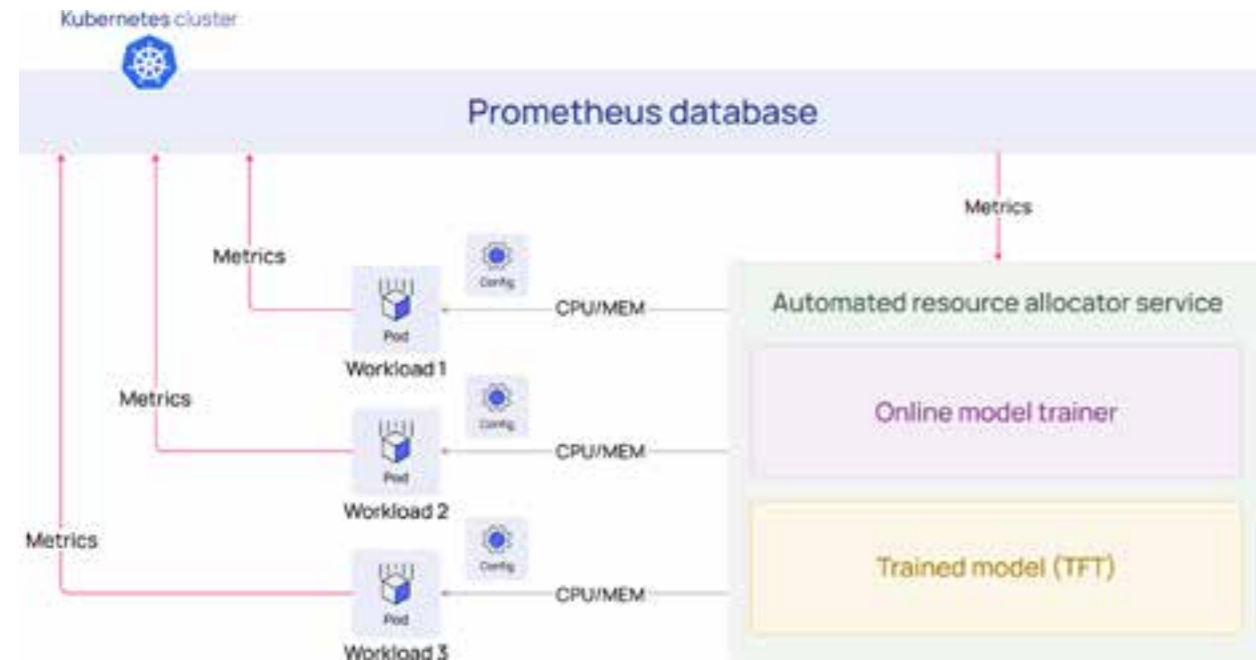 Kubernetes cluster
Prometheus database
Metrics
Metrics
Config
CPU/MEM
Automated resource allocator service
Pod
Workload 1
Online model trainer
Metrics
Config
CPU/MEM
Pod
Workload 2
Metrics
Config
Trained model (TFT)
CPU/MEM
Pod
Workload 3